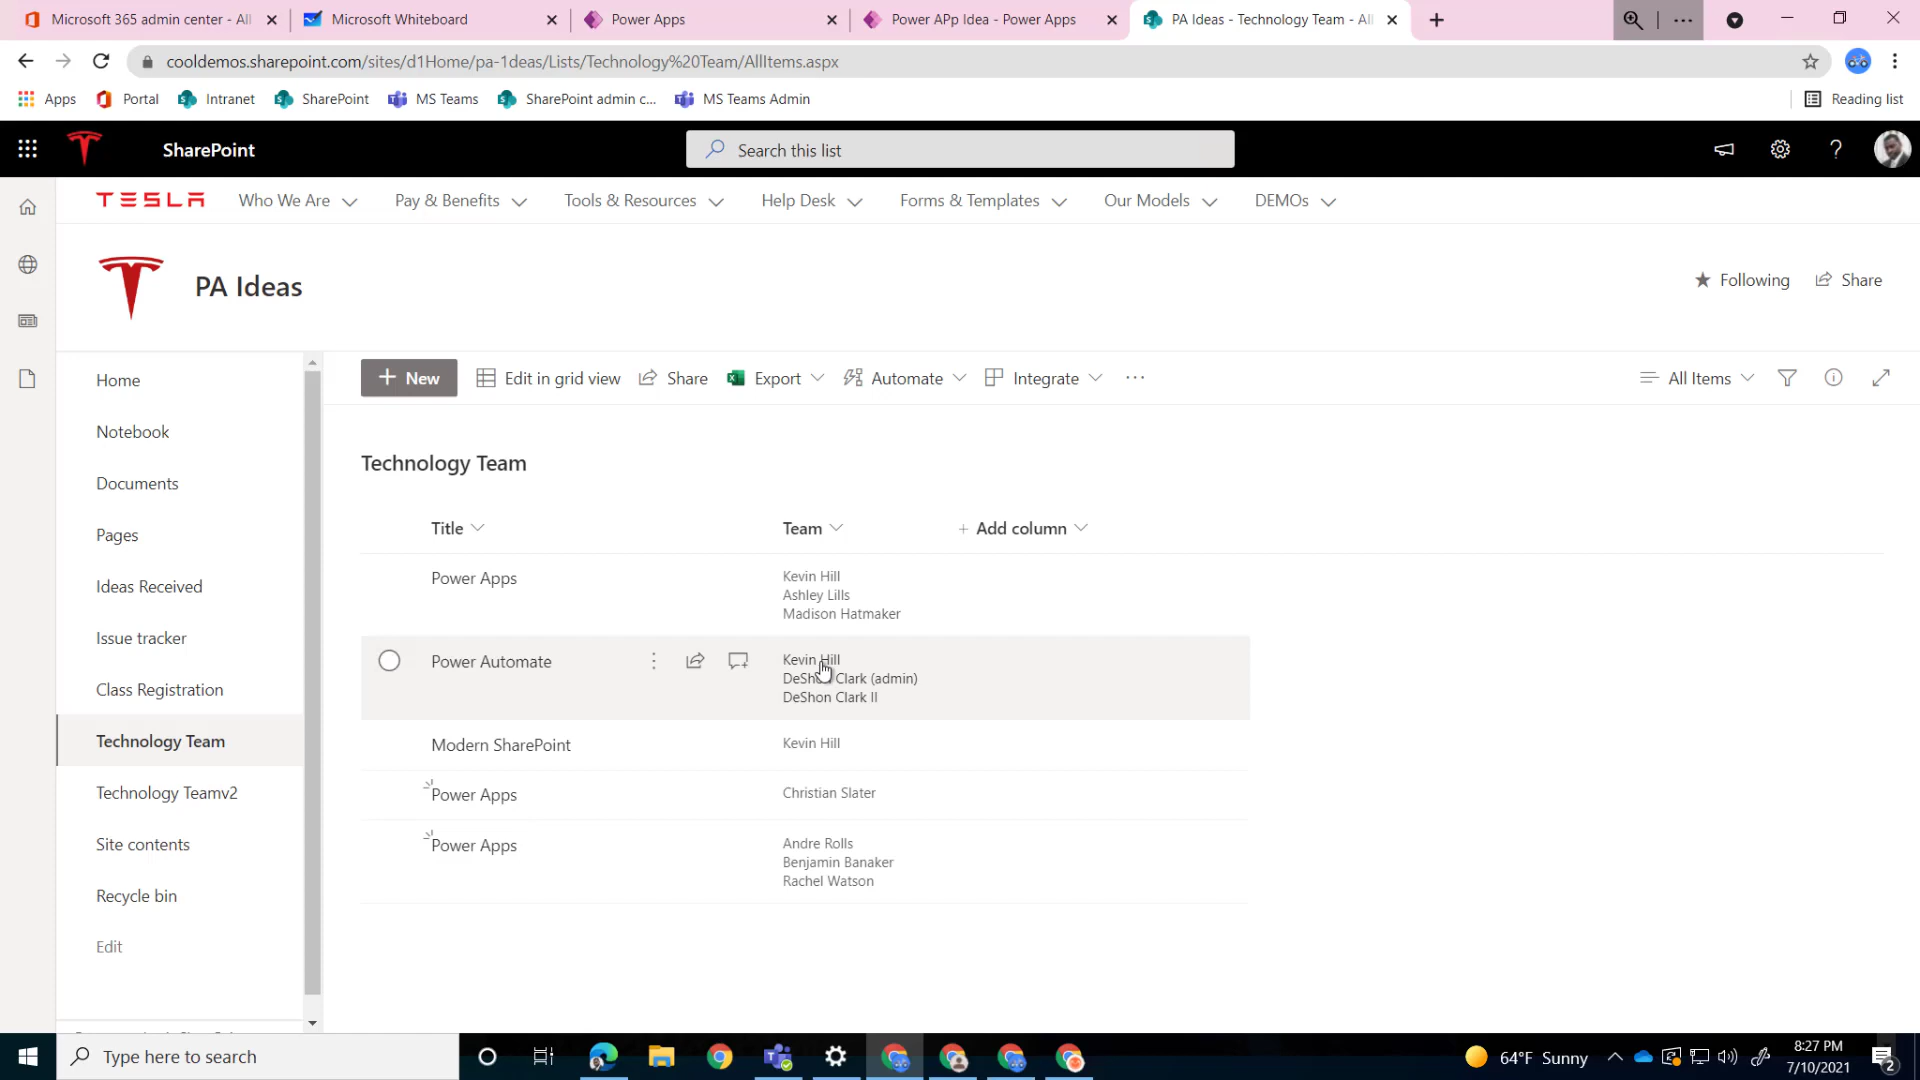 Microsoft 365 admin center - All
Microsoft Whiteboard
Power Apps
Power APp Idea - Power Apps
PA Ideas - Technology Team - All
cooldemos.sharepoint.com/sites/d1Home/pa-1deas/Lists/Technology%20Team/AllItems.aspx
Apps
Portal
Intranet
SharePoint
MS Teams
SharePoint admin c...
MS Teams Admin
Reading list
SharePoint
Search this list
TESLA
Who We Are
Pay & Benefits
Tools & Resources
Help Desk
Forms & Templates
Our Models
DEMOs
PA Ideas
Following
Share
Home
Notebook
Documents
Pages
Ideas Received
Issue tracker
Class Registration
Technology Team
Technology Teamv2
Site contents
Recycle bin
Edit
+ New
Edit in grid view
Share
Export
Automate
Integrate
...
All Items
Technology Team
Title
Team
+ Add column
Power Apps
Kevin Hill
Ashley Lills
Madison Hatmaker
Power Automate
Kevin Hill
DeShon Clark (admin)
DeShon Clark II
Modern SharePoint
Kevin Hill
Power Apps
Christian Slater
Power Apps
Andre Rolls
Benjamin Banaker
Rachel Watson
Type here to search
64°F Sunny
8:27 PM
7/10/2021
2